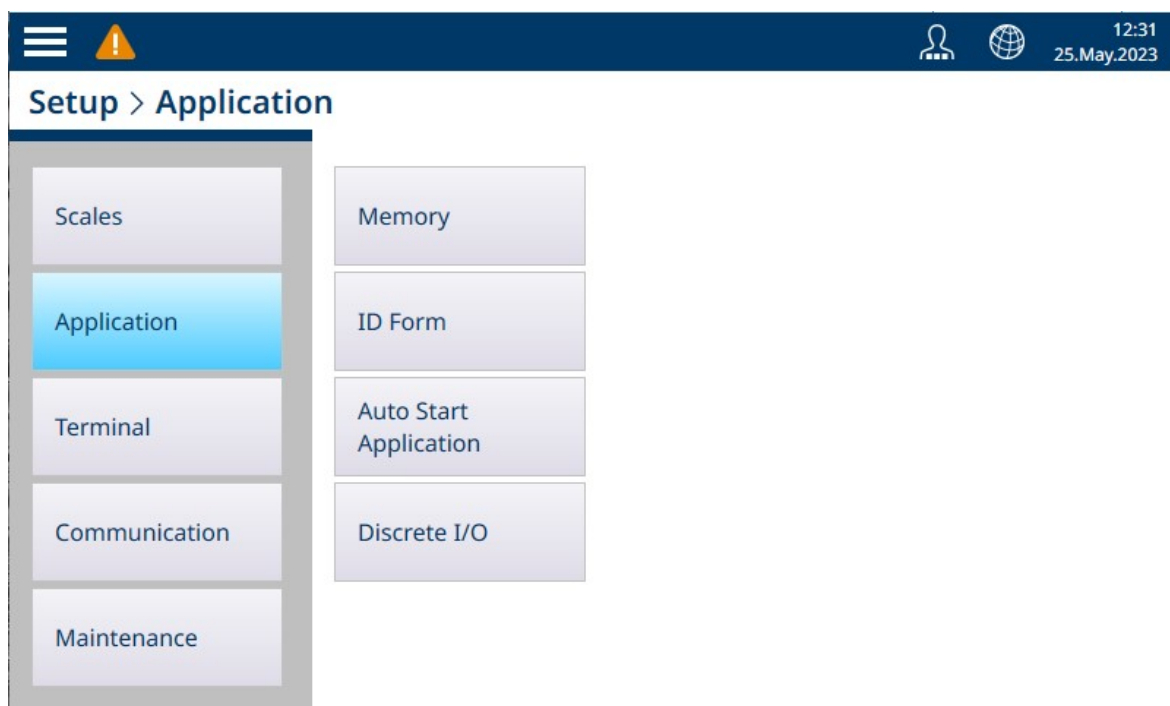 12:31
25.May.2023
Setup > Application
Scales
Application
Terminal
Communication
Maintenance
Memory
ID Form
Auto Start
Application
Discrete I/O